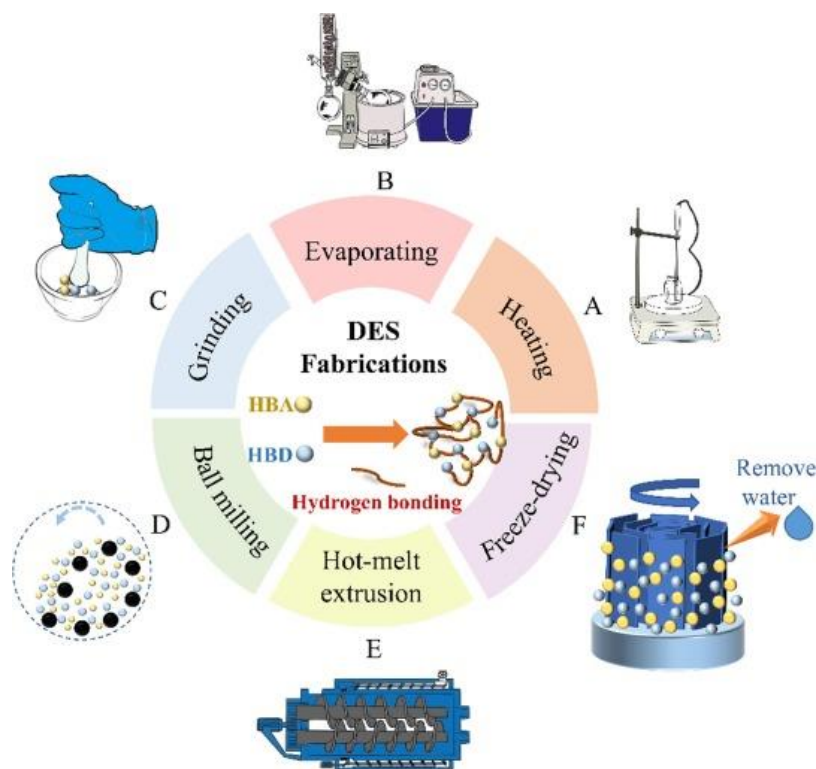 B
Evaporating
C
Grinding
A
Heating
DES
Fabrications
HBA
HBD
Hydrogen bonding
D
Ball milling
Hot-melt
extrusion
E
Freeze-drying
F
Remove
water